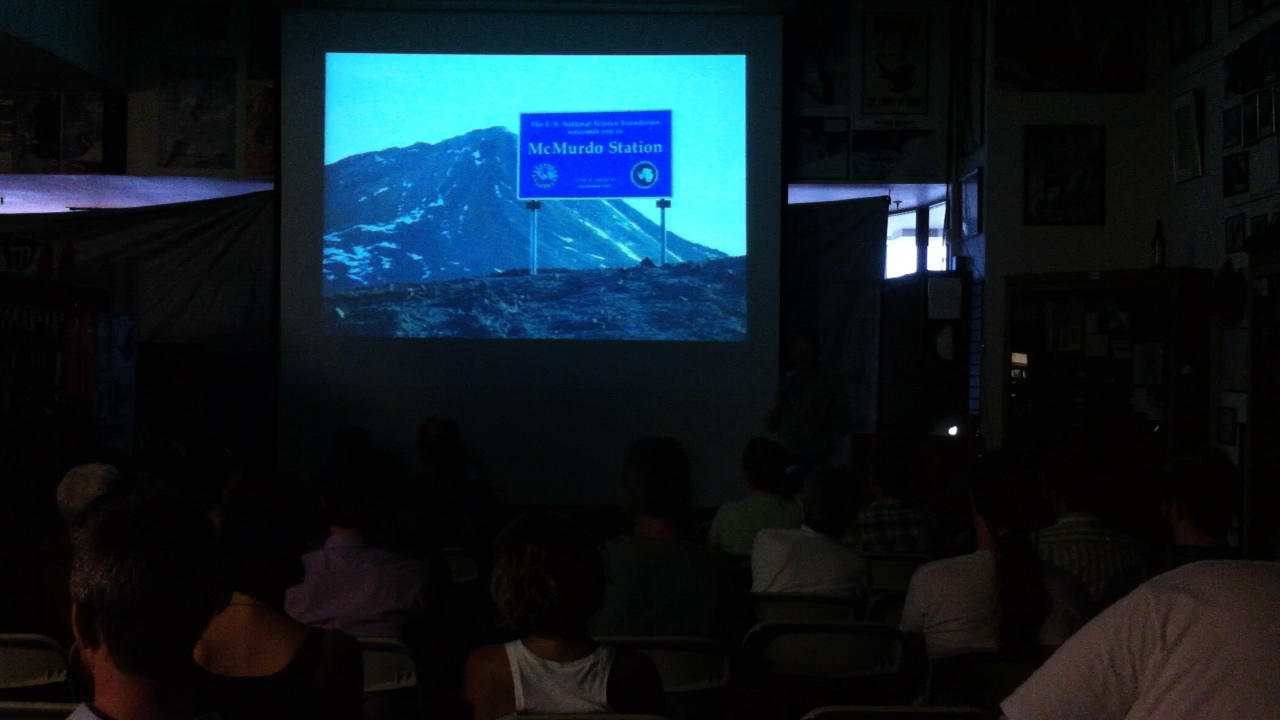 The U.S. National Science Foundation
welcomes you to
McMurdo Station